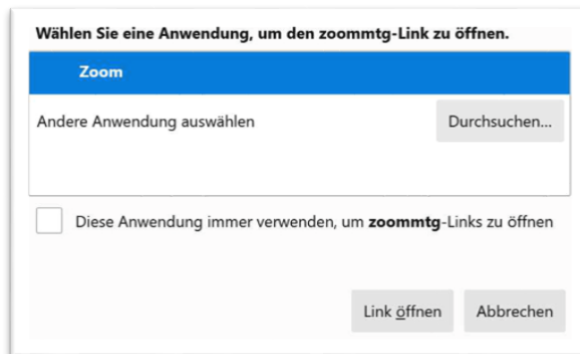 Wählen Sie eine Anwendung, um den zoommtg-Link zu öffnen.
Zoom
Andere Anwendung auswählen
Durchsuchen...
Diese Anwendung immer verwenden, um zoommtg-Links zu öffnen
Link öffnen
Abbrechen